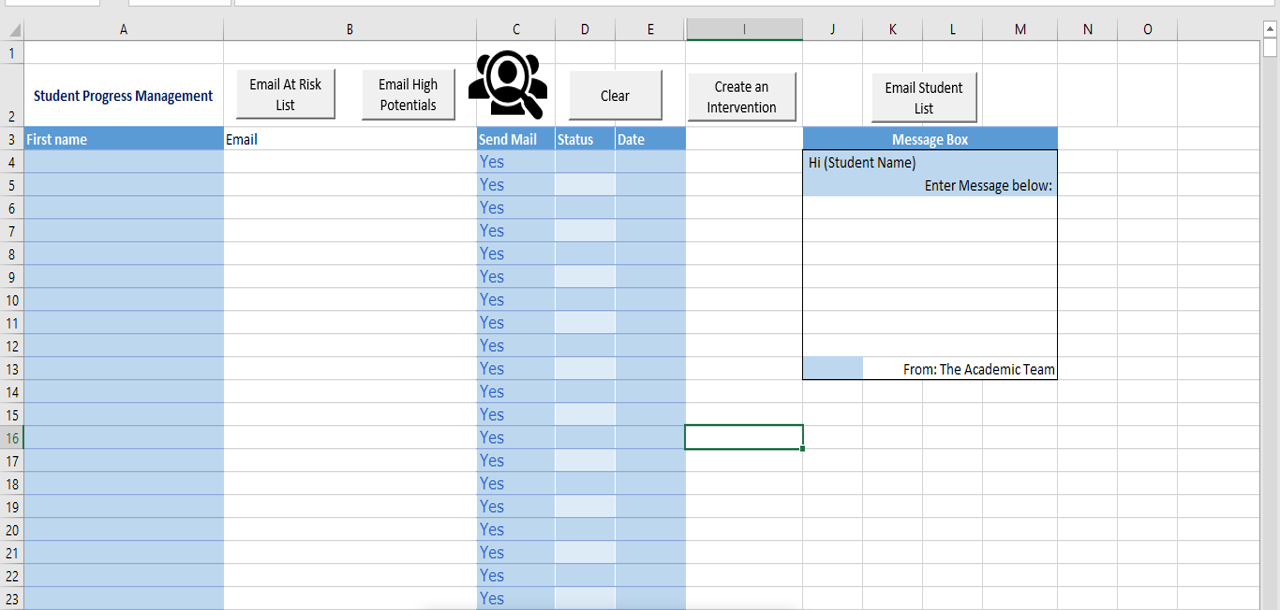 A B C D E I J K L M N O
1
2 Student Progress Management Email At Risk List Email High Potentials Clear Create an Intervention Email Student List
3 First name Email Send Mail Status Date Message Box
4 Yes Hi (Student Name)
5 Yes Enter Message below:
6 Yes
7 Yes
8 Yes
9 Yes
10 Yes
11 Yes
12 Yes
13 Yes From: The Academic Team
14 Yes
15 Yes
16 Yes
17 Yes
18 Yes
19 Yes
20 Yes
21 Yes
22 Yes
23 Yes